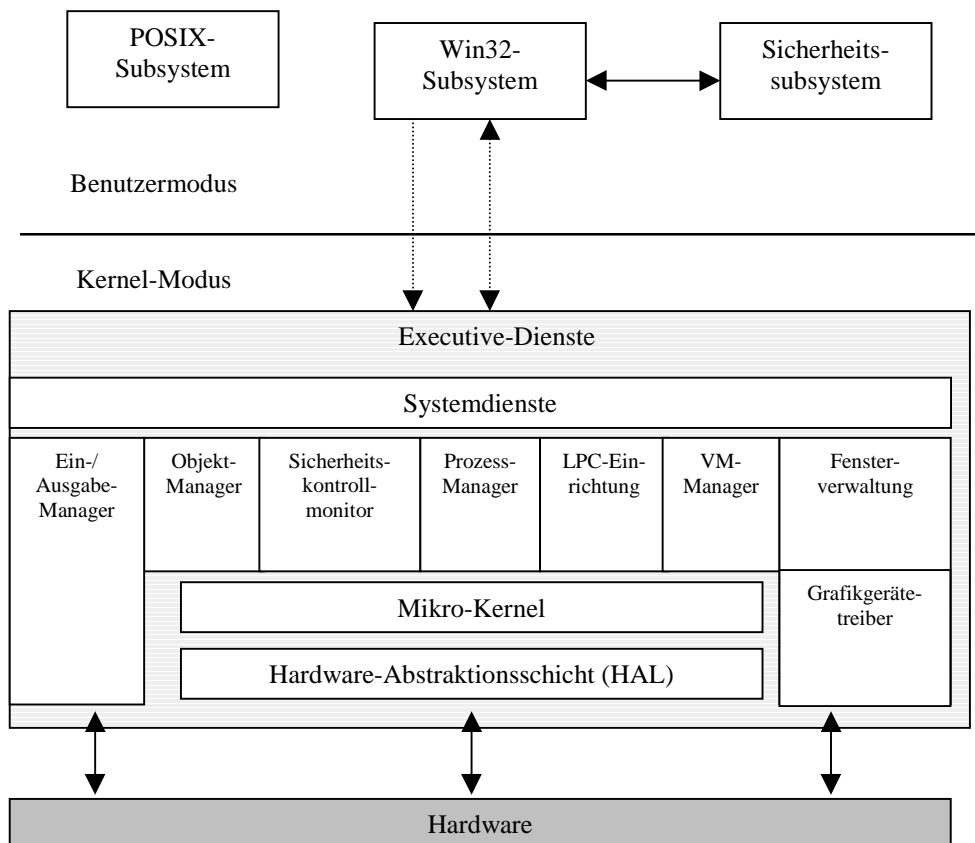 POSIX-
Subsystem
Win32-
Subsystem
Sicherheits-
subsystem
Benutzermodus
Kernel-Modus
Executive-Dienste
Systemdienste
Ein-/
Ausgabe-
Manager
Objekt-
Manager
Sicherheits-
kontroll-
monitor
Prozess-
Manager
LPC-Ein-
richtung
VM-
Manager
Fenster-
verwaltung
Mikro-Kernel
Grafikgeräte-
treiber
Hardware-Abstraktionsschicht (HAL)
Hardware